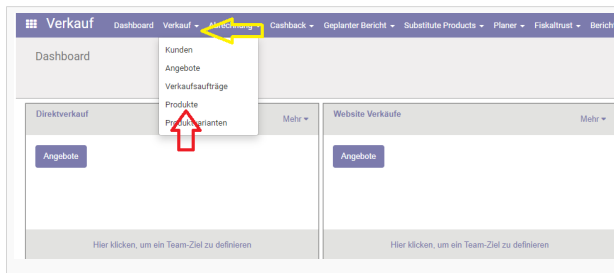 Verkauf Dashboard Verkauf Abrechnung Cashback Geplanter Bericht Substitute Products Planer Fiskaltrust
Dashboard
Kunden
Angebote
Verkaufsaufträge
Produkte
Produktvarianten
Direktverkauf Mehr
Website Verkäufe Mehr
Angebote
Angebote
Hier klicken, um ein Team-Ziel zu definieren
Hier klicken, um ein Team-Ziel zu definieren